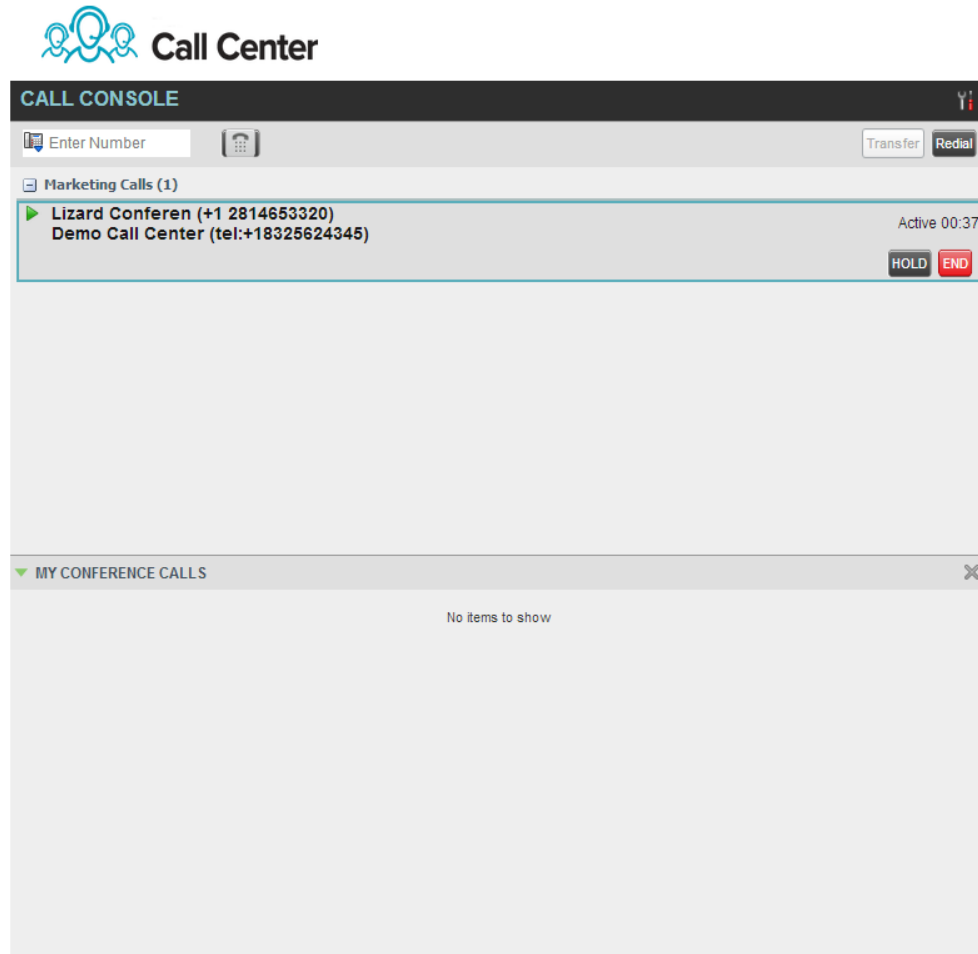 Call Center
CALL CONSOLE
Enter Number
Transfer Redial
Marketing Calls (1)
Lizard Conferen (+1 2814653320)
Active 00:37
Demo Call Center (tel:+18325624345)
HOLD END
MY CONFERENCE CALLS
No items to show